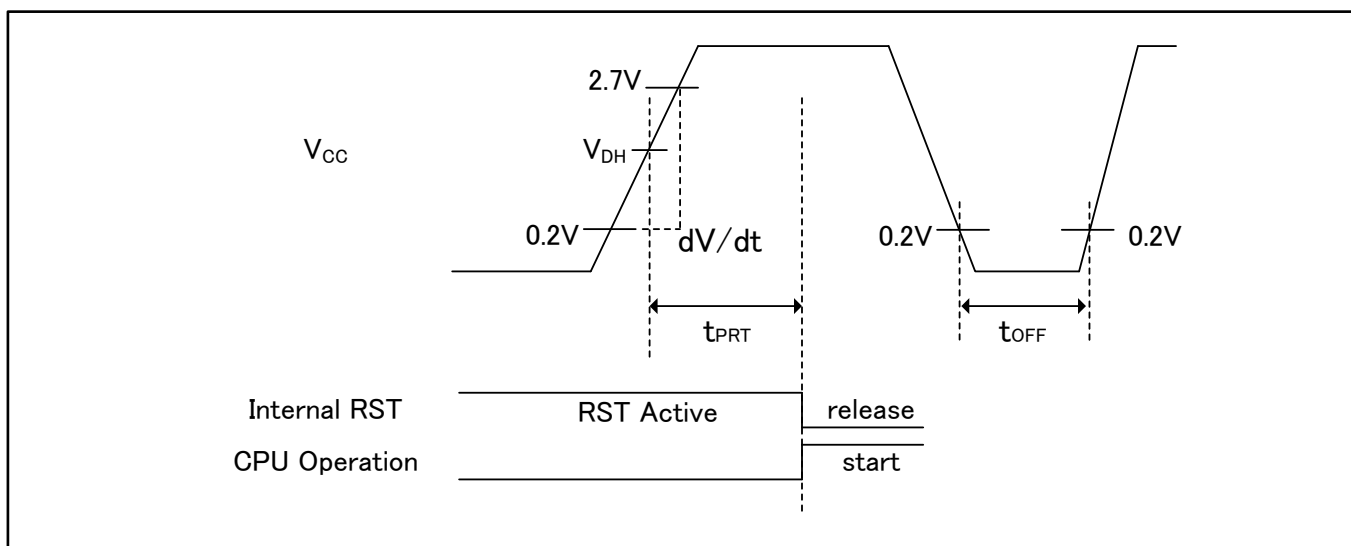 2.7V
VCC
VDH
0.2V
dV/dt
0.2V
0.2V
tPRT
tOFF
Internal RST
RST Active
release
CPU Operation
start